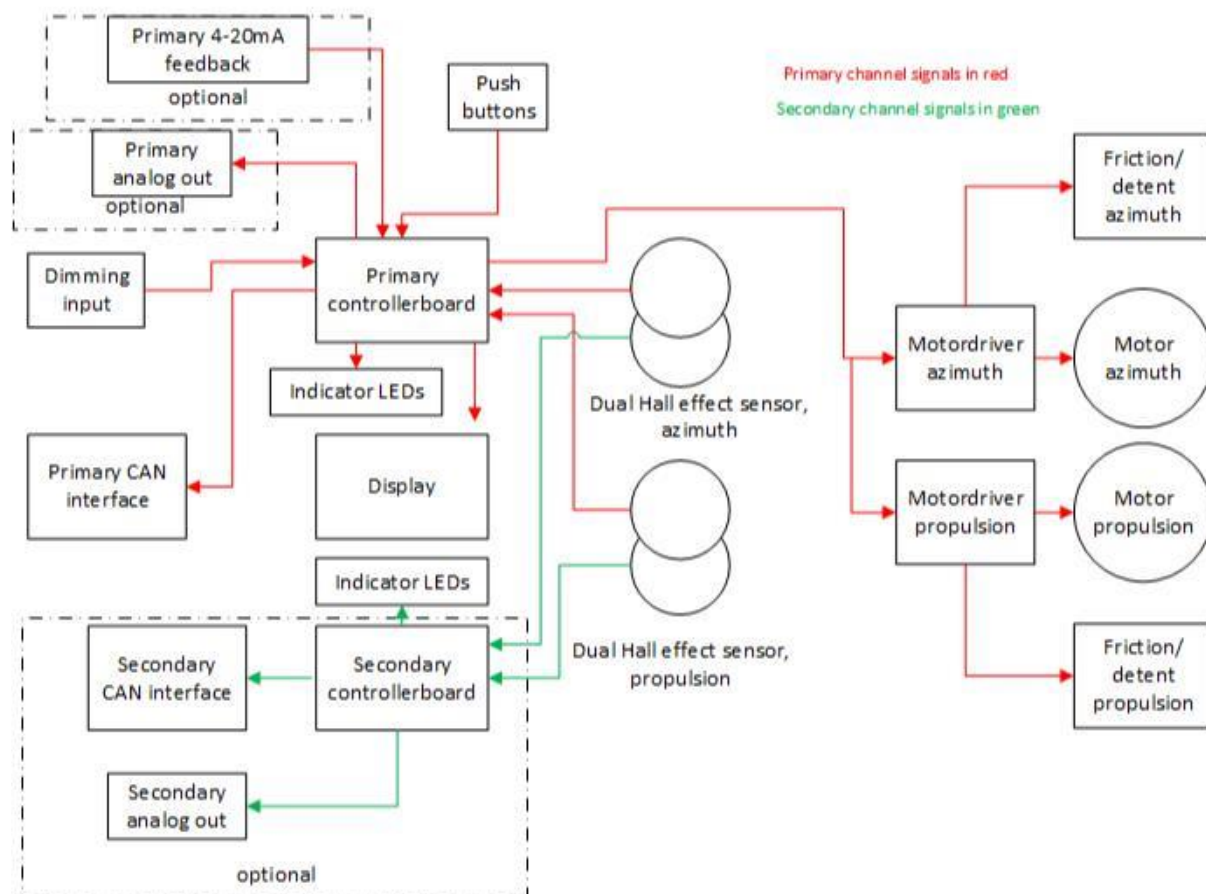 Primary 4-20mA
feedback
optional
Push
buttons
Primary channel signals in red
Secondary channel signals in green
Primary
analog out
optional
Friction/
detent
azimuth
Dimming
input
Primary
controllerboard
Motordriver
azimuth
Motor
azimuth
Indicator LEDs
Dual Hall effect sensor,
azimuth
Primary CAN
interface
Display
Motordriver
propulsion
Motor
propulsion
Indicator LEDs
Secondary
CAN interface
Secondary
controllerboard
Dual Hall effect sensor,
propulsion
Friction/
detent
propulsion
Secondary
analog out
optional